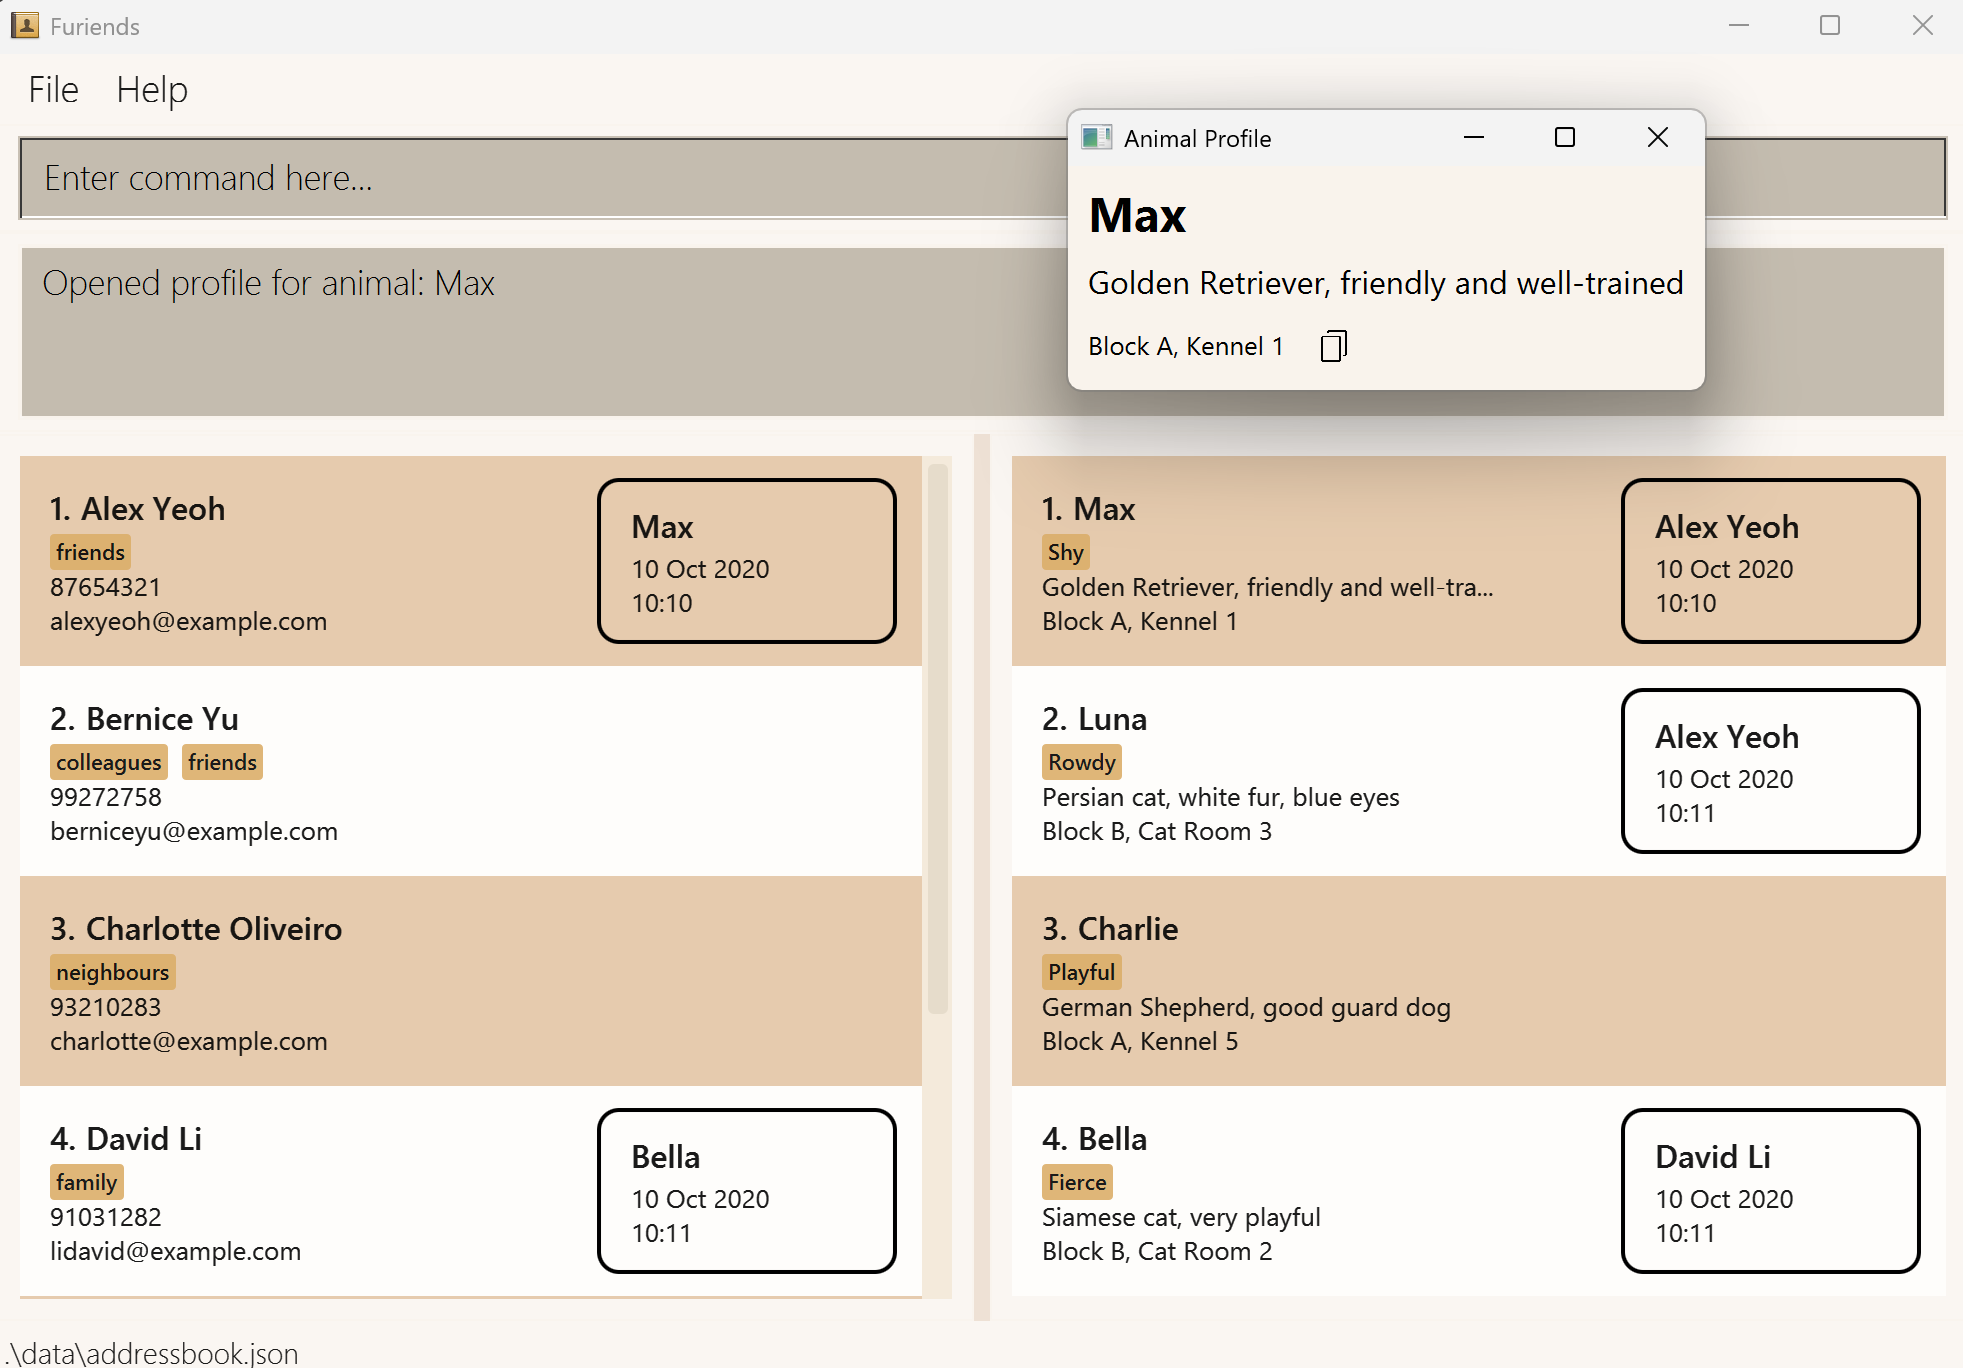 Furiends
File Help
Enter command here...
Opened profile for animal: Max
Animal Profile
Max
Golden Retriever, friendly and well-trained
Block A, Kennel 1
1. Alex Yeoh
friends
87654321
alexyeoh@example.com
Max
10 Oct 2020
10:10
2. Bernice Yu
colleagues friends
99272758
berniceyu@example.com
3. Charlotte Oliveiro
neighbours
93210283
charlotte@example.com
4. David Li
family
91031282
lidavid@example.com
Bella
10 Oct 2020
10:11
1. Max
Shy
Golden Retriever, friendly and well-tra...
Block A, Kennel 1
Alex Yeoh
10 Oct 2020
10:10
2. Luna
Rowdy
Persian cat, white fur, blue eyes
Block B, Cat Room 3
Alex Yeoh
10 Oct 2020
10:11
3. Charlie
Playful
German Shepherd, good guard dog
Block A, Kennel 5
4. Bella
Fierce
Siamese cat, very playful
Block B, Cat Room 2
David Li
10 Oct 2020
10:11
.\data\addressbook.json